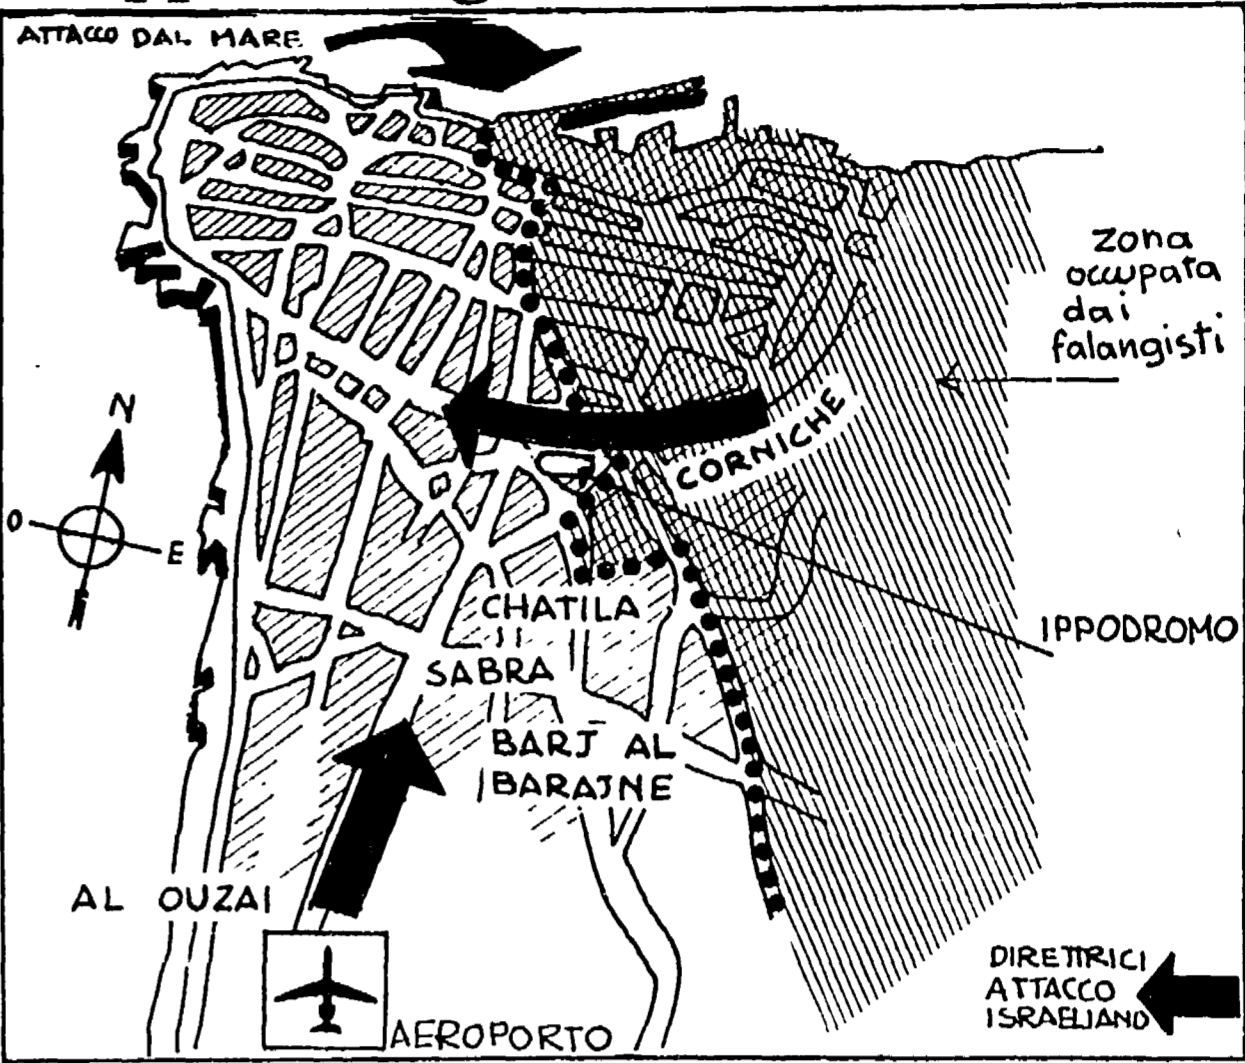 ATTACCO DAL MARE
zona
occupata
dai
falangisti
CORNICHE
N
O
E
IPPODROMO
CHATILA
SABRA
BARJ AL
BARAJNE
AL OUZAI
AEROPORTO
DIRETTRICI
ATTACCO
ISRAELIANO